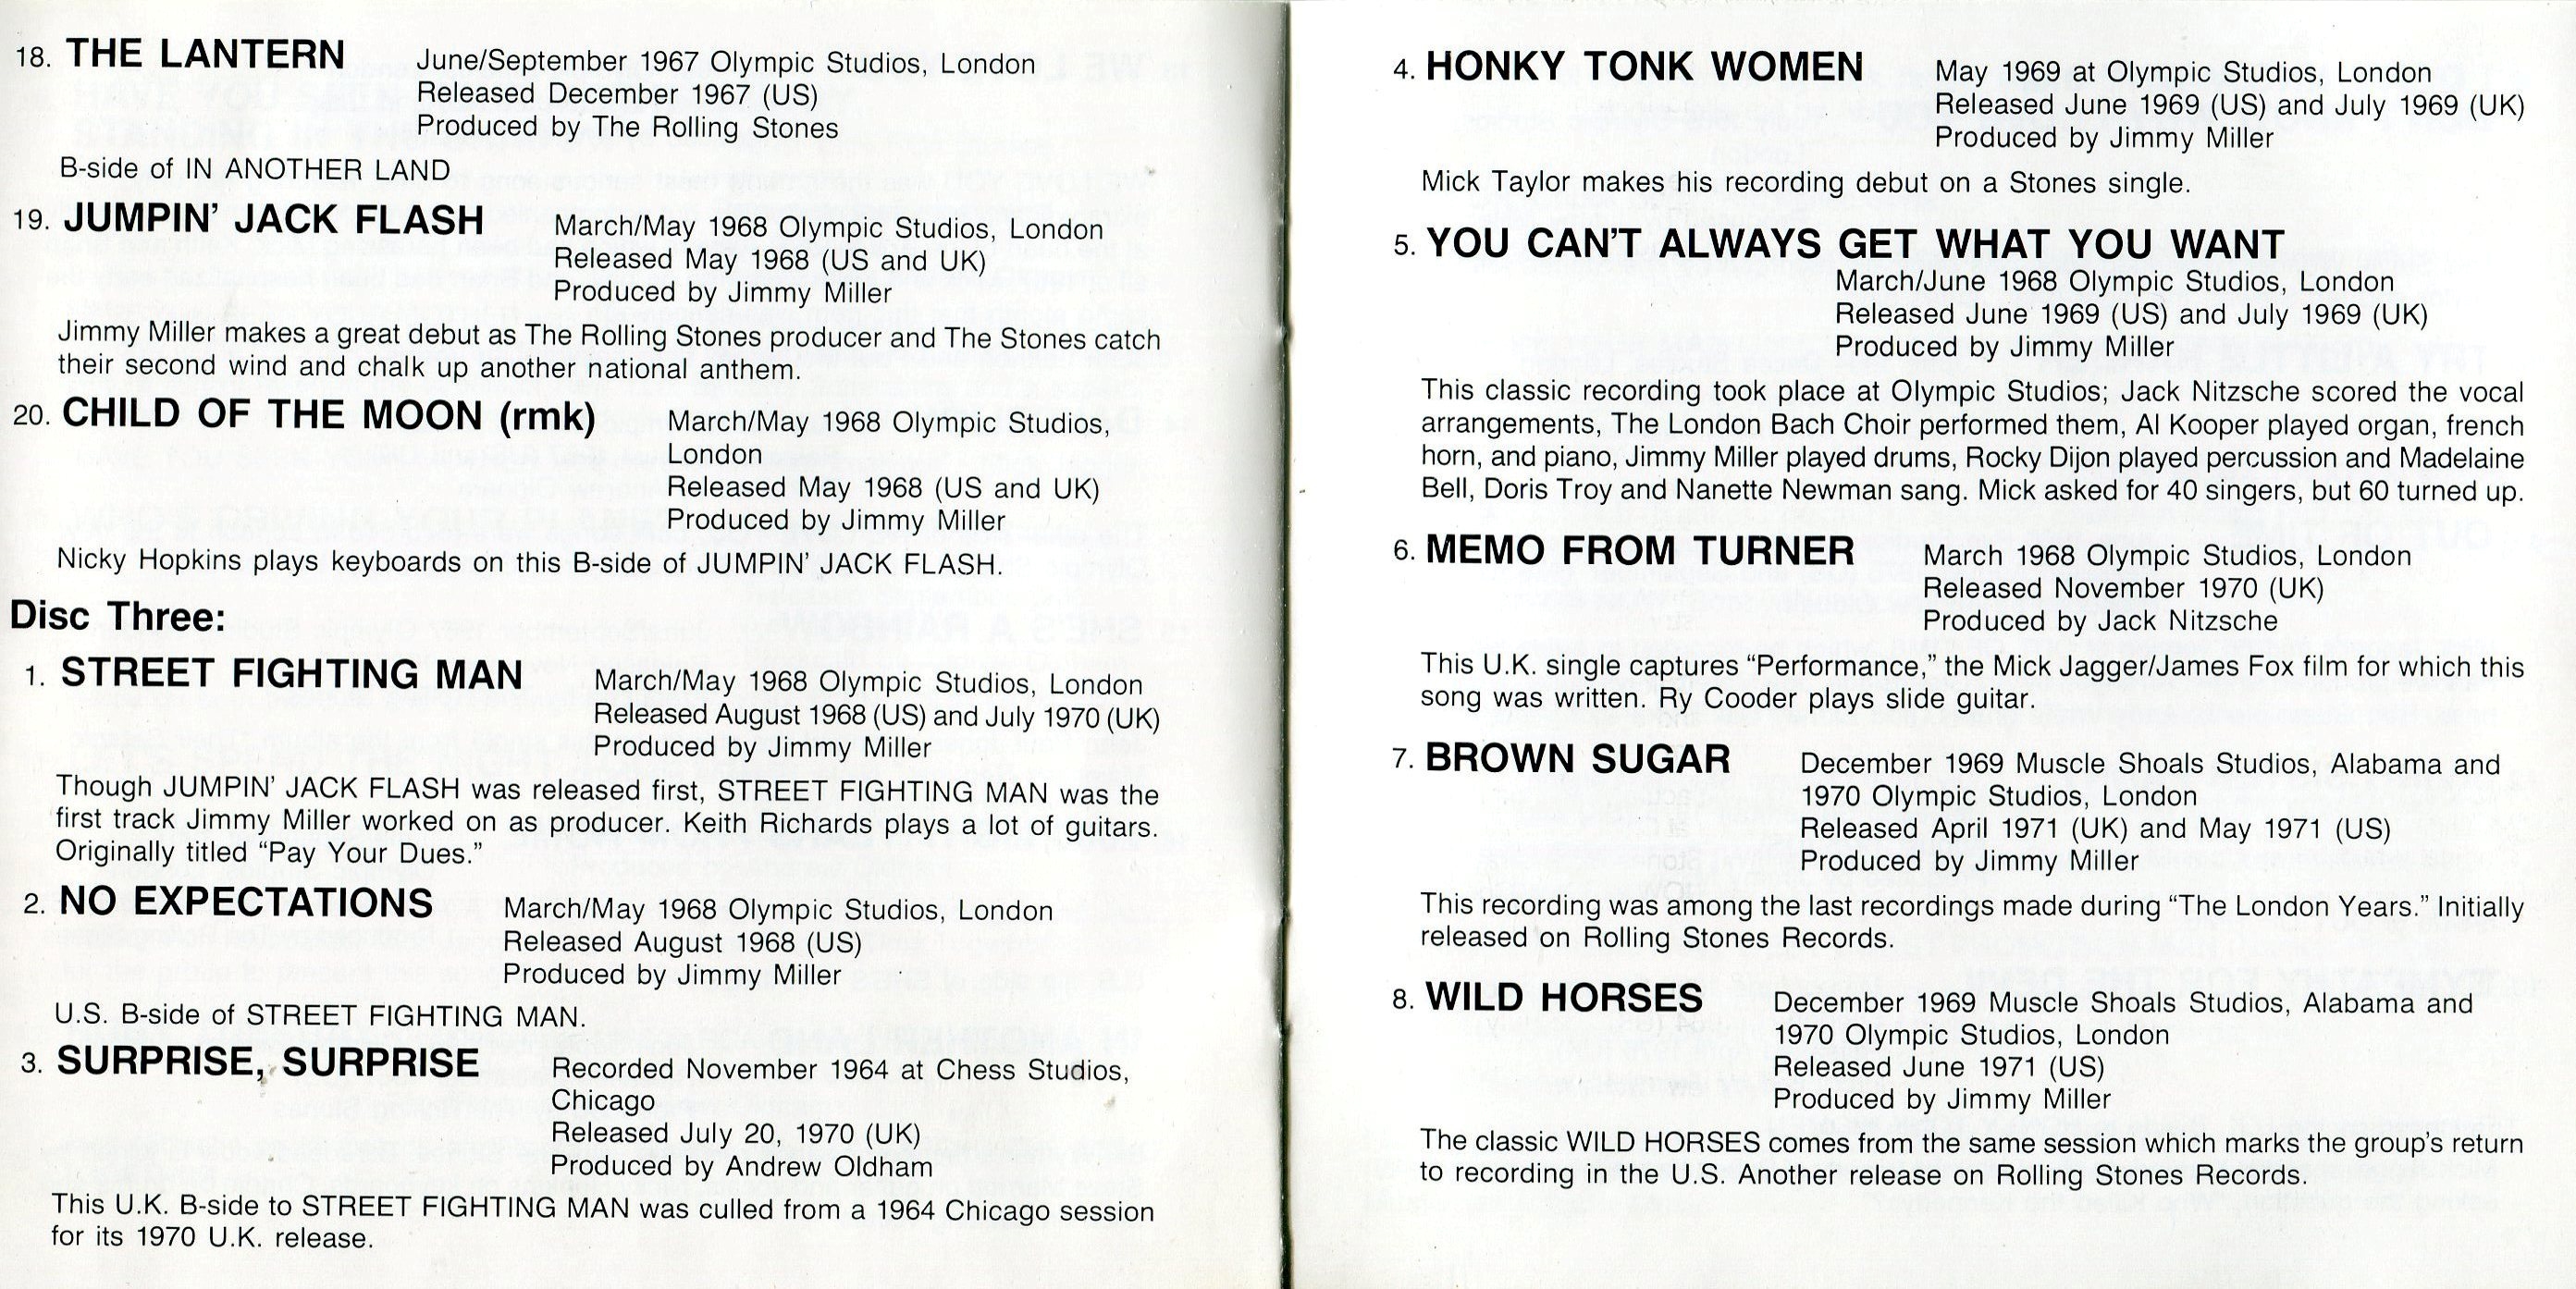 18. THE LANTERN June/September 1967 Olympic Studios, London
Released December 1967 (US)
Produced by The Rolling Stones
B-side of IN ANOTHER LAND
19. JUMPIN' JACK FLASH March/May 1968 Olympic Studios, London
Released May 1968 (US and UK)
Produced by Jimmy Miller
Jimmy Miller makes a great debut as The Rolling Stones producer and The Stones catch
their second wind and chalk up another national anthem.
20. CHILD OF THE MOON (rmk) March/May 1968 Olympic Studios,
London
Released May 1968 (US and UK)
Produced by Jimmy Miller
Nicky Hopkins plays keyboards on this B-side of JUMPIN' JACK FLASH.
Disc Three:
1. STREET FIGHTING MAN March/May 1968 Olympic Studios, London
Released August 1968 (US) and July 1970 (UK)
Produced by Jimmy Miller
Though JUMPIN' JACK FLASH was released first, STREET FIGHTING MAN was the
first track Jimmy Miller worked on as producer. Keith Richards plays a lot of guitars.
Originally titled “Pay Your Dues.”
2. NO EXPECTATIONS March/May 1968 Olympic Studios, London
Released August 1968 (US)
Produced by Jimmy Miller
U.S. B-side of STREET FIGHTING MAN.
3. SURPRISE, SURPRISE Recorded November 1964 at Chess Studios,
Chicago
Released July 20, 1970 (UK)
Produced by Andrew Oldham
This U.K. B-side to STREET FIGHTING MAN was culled from a 1964 Chicago session
for its 1970 U.K. release.
4. HONKY TONK WOMEN May 1969 at Olympic Studios, London
Released June 1969 (US) and July 1969 (UK)
Produced by Jimmy Miller
Mick Taylor makes his recording debut on a Stones single.
5. YOU CAN'T ALWAYS GET WHAT YOU WANT
March/June 1968 Olympic Studios, London
Released June 1969 (US) and July 1969 (UK)
Produced by Jimmy Miller
This classic recording took place at Olympic Studios; Jack Nitzsche scored the vocal
arrangements, The London Bach Choir performed them, Al Kooper played organ, french
horn, and piano, Jimmy Miller played drums, Rocky Dijon played percussion and Madelaine
Bell, Doris Troy and Nanette Newman sang. Mick asked for 40 singers, but 60 turned up.
6. MEMO FROM TURNER March 1968 Olympic Studios, London
Released November 1970 (UK)
Produced by Jack Nitzsche
This U.K. single captures “Performance,” the Mick Jagger/James Fox film for which this
song was written. Ry Cooder plays slide guitar.
7. BROWN SUGAR December 1969 Muscle Shoals Studios, Alabama and
1970 Olympic Studios, London
Released April 1971 (UK) and May 1971 (US)
Produced by Jimmy Miller
This recording was among the last recordings made during “The London Years.” Initially
released on Rolling Stones Records.
8. WILD HORSES December 1969 Muscle Shoals Studios, Alabama and
1970 Olympic Studios, London
Released June 1971 (US)
Produced by Jimmy Miller
The classic WILD HORSES comes from the same session which marks the group's return
to recording in the U.S. Another release on Rolling Stones Records.